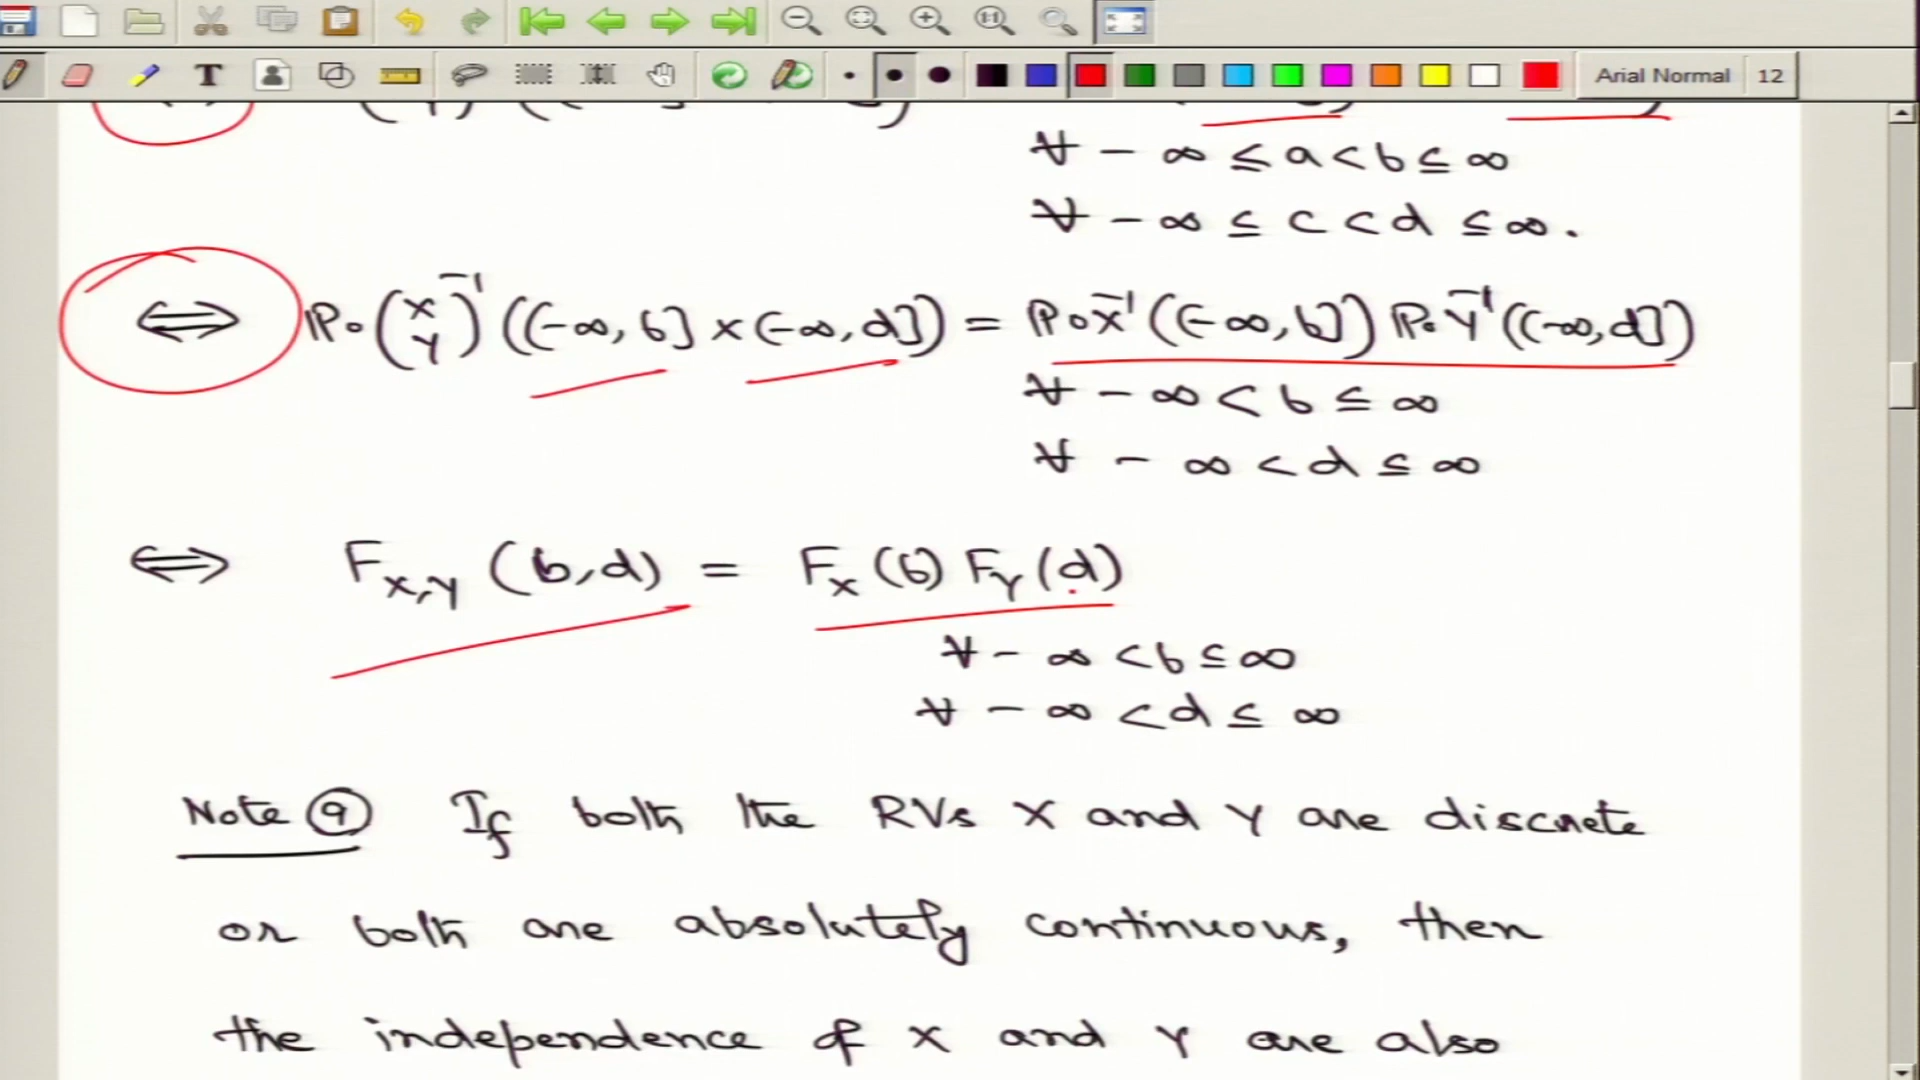 Arial Normal 12
∀ - ∞ ≤ a < b ≤ ∞
∀ - ∞ ≤ c < d ≤ ∞.
⟺ ℙ∘(X Y)⁻¹((-∞, b] × (-∞, d]) = ℙ∘X⁻¹((-∞, b]) ℙ∘Y⁻¹((-∞, d])
∀ - ∞ < b ≤ ∞
∀ - ∞ < d ≤ ∞
⟺ F_{X,Y} (b,d) = F_X (b) F_Y (d)
∀ - ∞ < b ≤ ∞
∀ - ∞ < d ≤ ∞
Note ⑨ If both the RVs X and Y are discrete
or both are absolutely continuous, then
the independence of X and Y are also